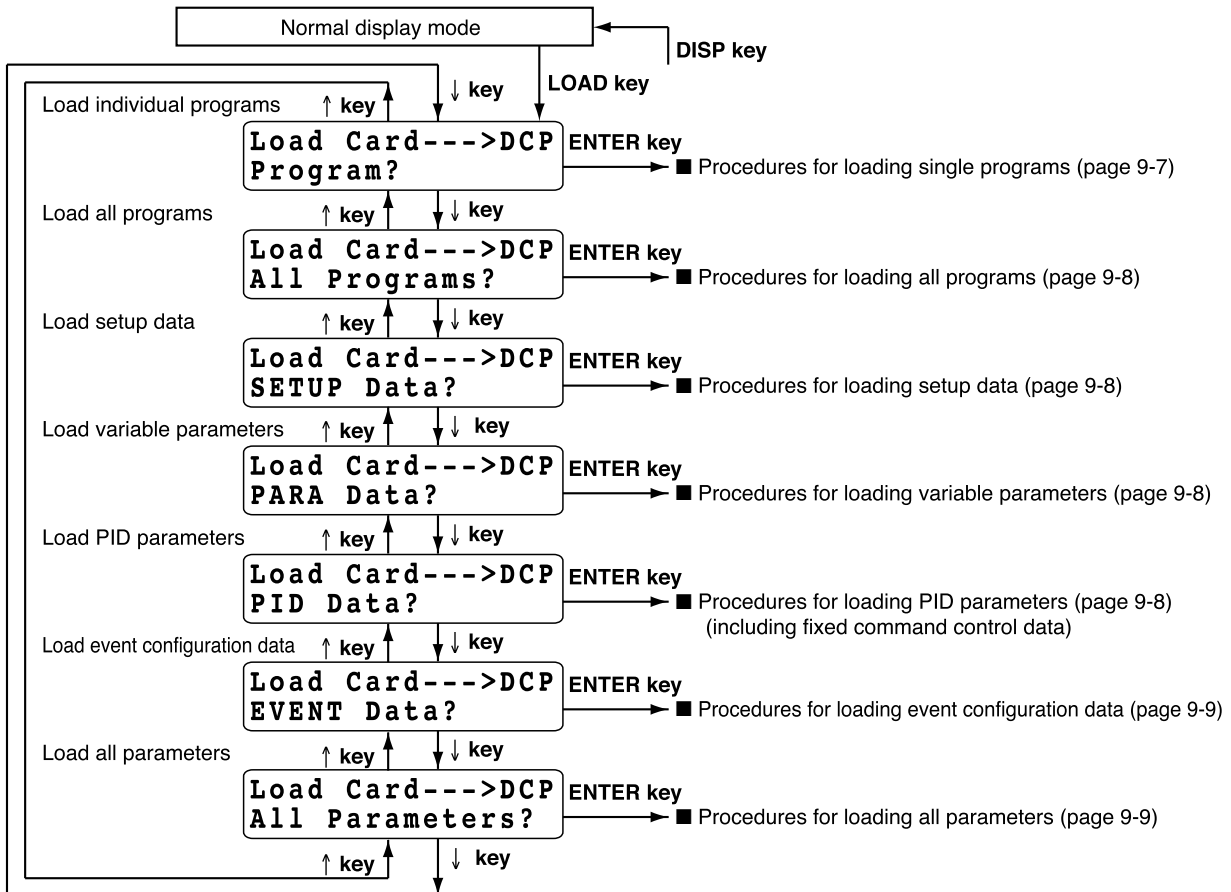 Normal display mode
DISP key
LOAD key
Load individual programs
↑ key
↓ key
Load Card--->DCP
Program?
ENTER key
■ Procedures for loading single programs (page 9-7)
Load all programs
↑ key
↓ key
Load Card--->DCP
All Programs?
ENTER key
■ Procedures for loading all programs (page 9-8)
Load setup data
↑ key
↓ key
Load Card--->DCP
SETUP Data?
ENTER key
■ Procedures for loading setup data (page 9-8)
Load variable parameters
↑ key
↓ key
Load Card--->DCP
PARA Data?
ENTER key
■ Procedures for loading variable parameters (page 9-8)
Load PID parameters
↑ key
↓ key
Load Card--->DCP
PID Data?
ENTER key
■ Procedures for loading PID parameters (page 9-8)
(including fixed command control data)
Load event configuration data
↑ key
↓ key
Load Card--->DCP
EVENT Data?
ENTER key
■ Procedures for loading event configuration data (page 9-9)
Load all parameters
↑ key
↓ key
Load Card--->DCP
All Parameters?
ENTER key
■ Procedures for loading all parameters (page 9-9)
↑ key
↓ key